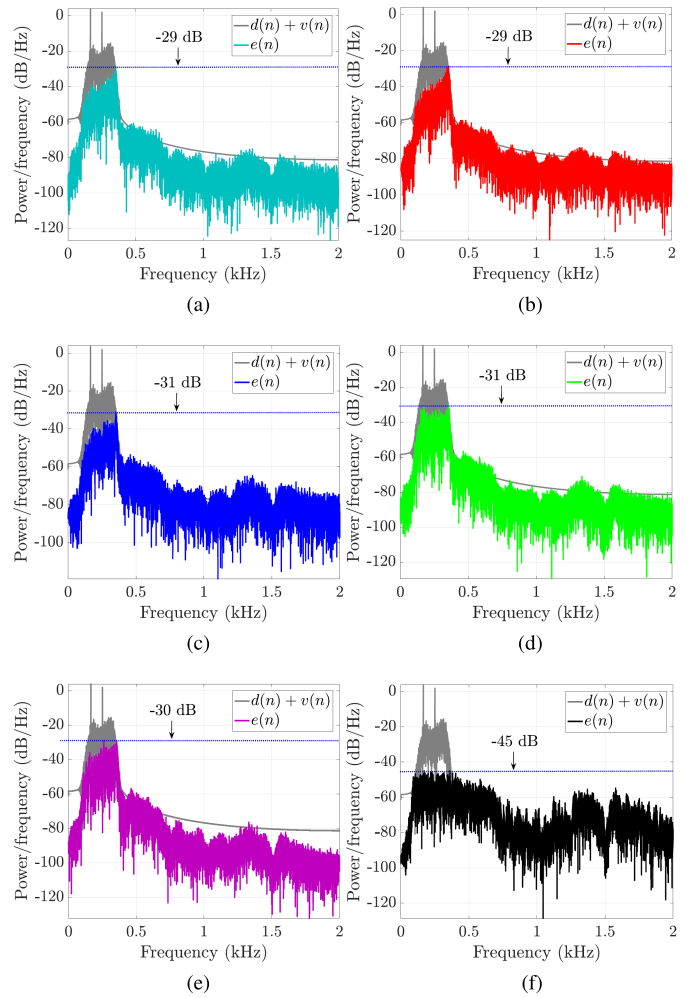 -29 dB
d(n) + v(n)
e(n)
Power/frequency (dB/Hz)
0
-20
-40
-60
-80
-100
-120
0 0.5 1 1.5 2
Frequency (kHz)
(a)
-29 dB
d(n) + v(n)
e(n)
Power/frequency (dB/Hz)
0
-20
-40
-60
-80
-100
-120
0 0.5 1 1.5 2
Frequency (kHz)
(b)
-31 dB
d(n) + v(n)
e(n)
Power/frequency (dB/Hz)
0
-20
-40
-60
-80
-100
0 0.5 1 1.5 2
Frequency (kHz)
(c)
-31 dB
d(n) + v(n)
e(n)
Power/frequency (dB/Hz)
0
-20
-40
-60
-80
-100
-120
0 0.5 1 1.5 2
Frequency (kHz)
(d)
-30 dB
d(n) + v(n)
e(n)
Power/frequency (dB/Hz)
0
-20
-40
-60
-80
-100
-120
0 0.5 1 1.5 2
Frequency (kHz)
(e)
-45 dB
d(n) + v(n)
e(n)
Power/frequency (dB/Hz)
0
-20
-40
-60
-80
-100
-120
0 0.5 1 1.5 2
Frequency (kHz)
(f)